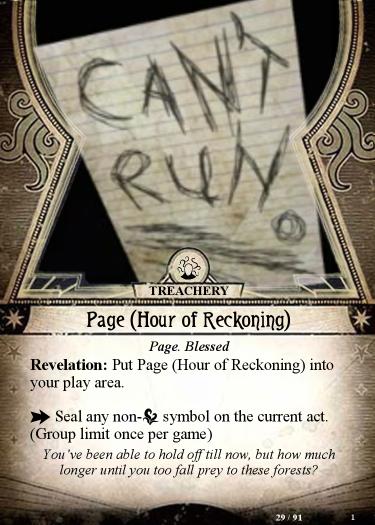 CAN'T
RUN.
TREACHERY
Page (Hour of Reckoning)
Page. Blessed
Revelation: Put Page (Hour of Reckoning) into
your play area.
Seal any non- symbol on the current act.
(Group limit once per game)
You've been able to hold off till now, but how much
longer until you too fall prey to these forests?
29 / 91
1